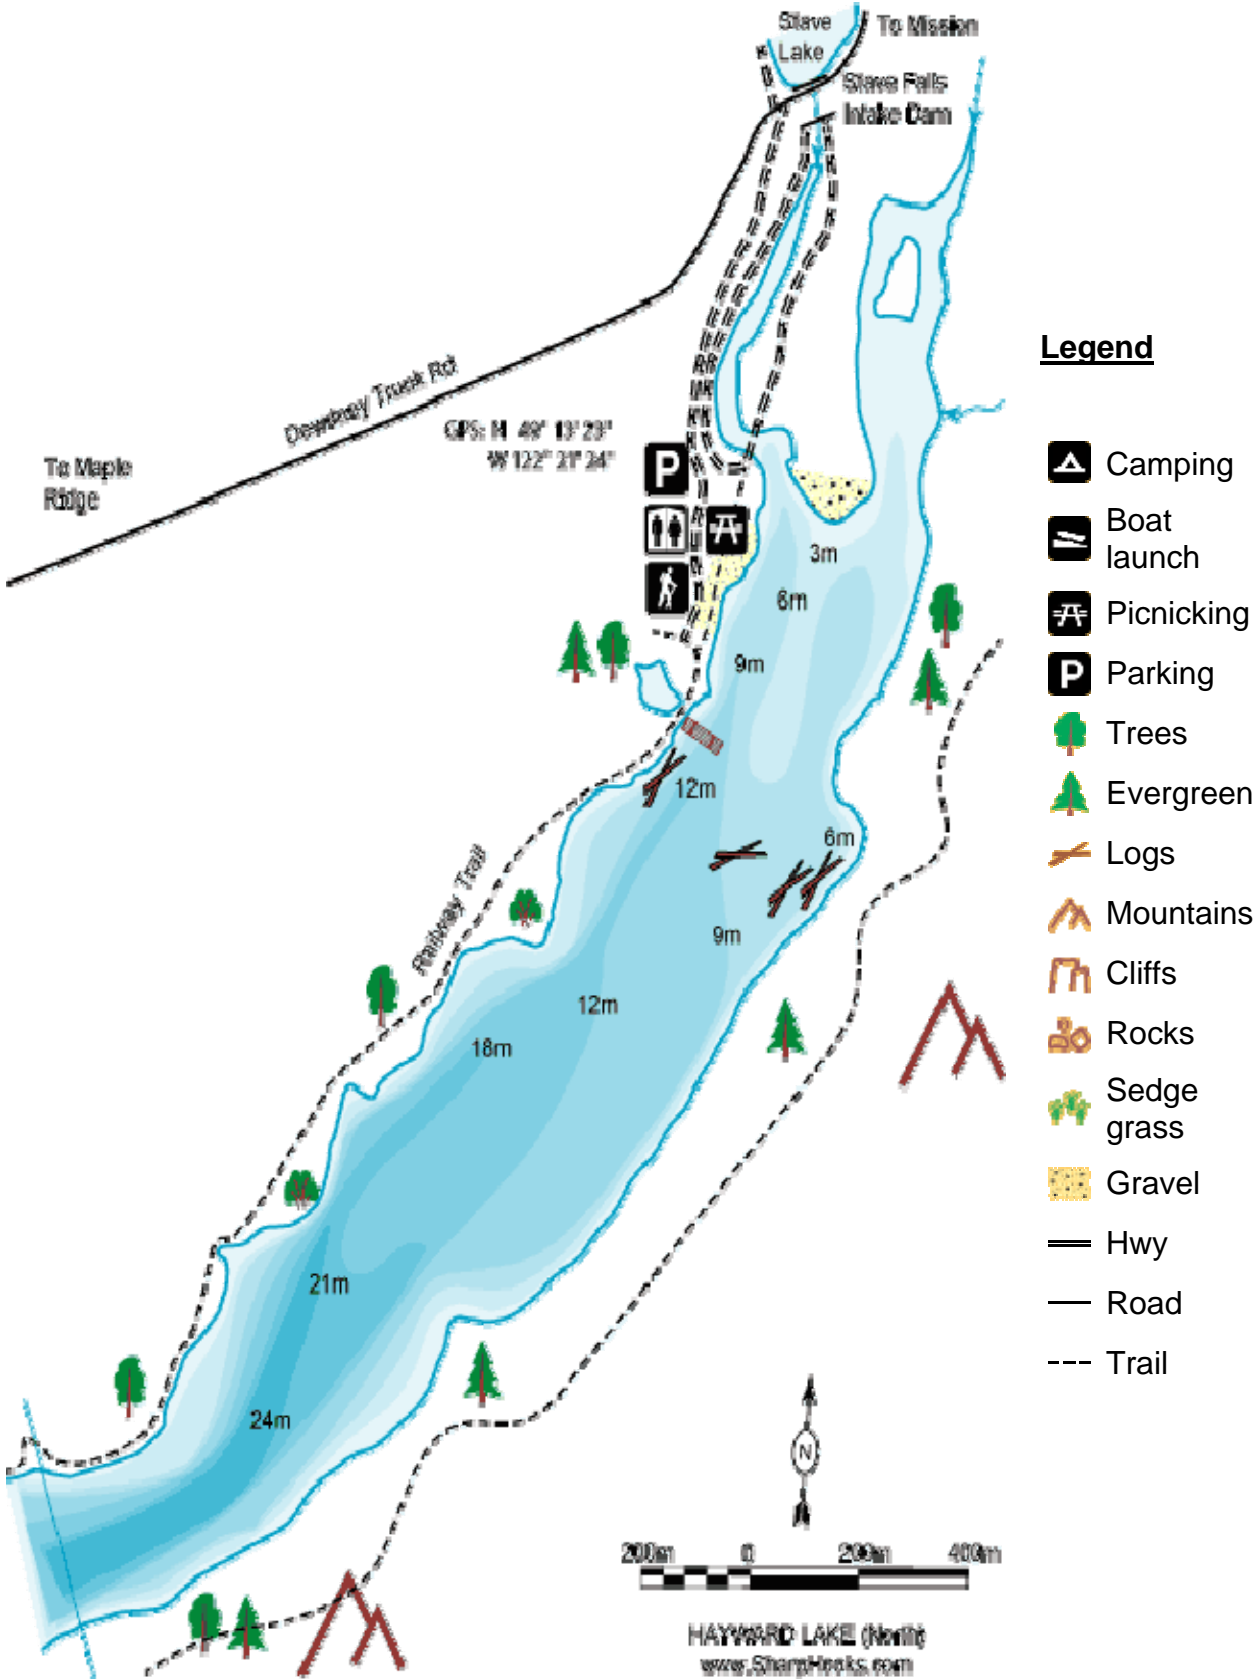 Slave
Lake
To Mission
Slave Falls
Intake Dam
Dewdney Trunk Rd
To Maple
Ridge
GPS: N 49° 13' 23"
W 122° 21' 34"
P
3m
6m
9m
12m
6m
9m
12m
18m
21m
24m
Railway Trail
N
200m 0 200m 400m
HAYWARD LAKE (North)
www.SharpHooks.com
Legend
Camping
Boat
launch
Picnicking
P Parking
Trees
Evergreen
Logs
Mountains
Cliffs
Rocks
Sedge
grass
Gravel
Hwy
Road
Trail